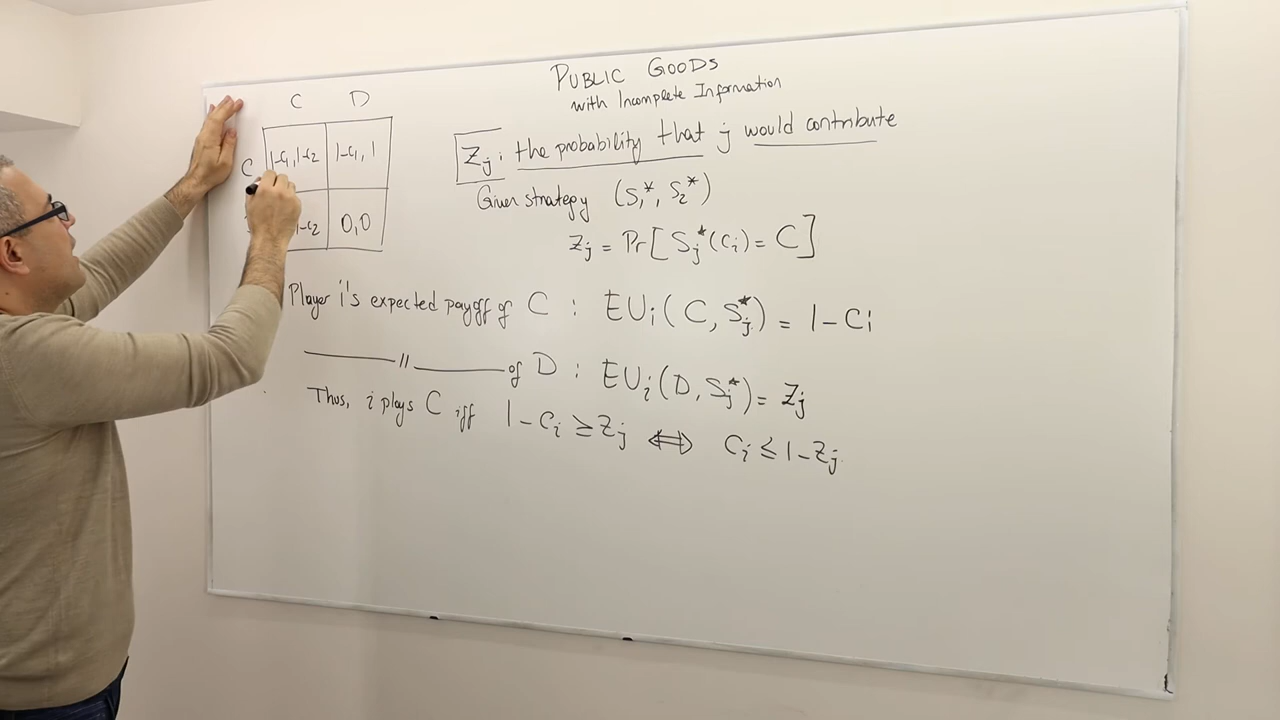 PUBLIC GOODS
with Incomplete Information
C D
C 1-c₁, 1-c₂ 1-c₁, 1
-c₂ 0,0
Zj : the probability that j would contribute
Given strategy (S₁*, S₂*)
Zj = Pr[Sj*(ci) = C]
Player i's expected payoff of C : EUi(C, Sj*) = 1-Ci
——〃—— of D : EUi(D, Sj*) = Zj
Thus, i plays C iff 1-Ci ≥ Zj ⟺ Ci ≤ 1-Zj